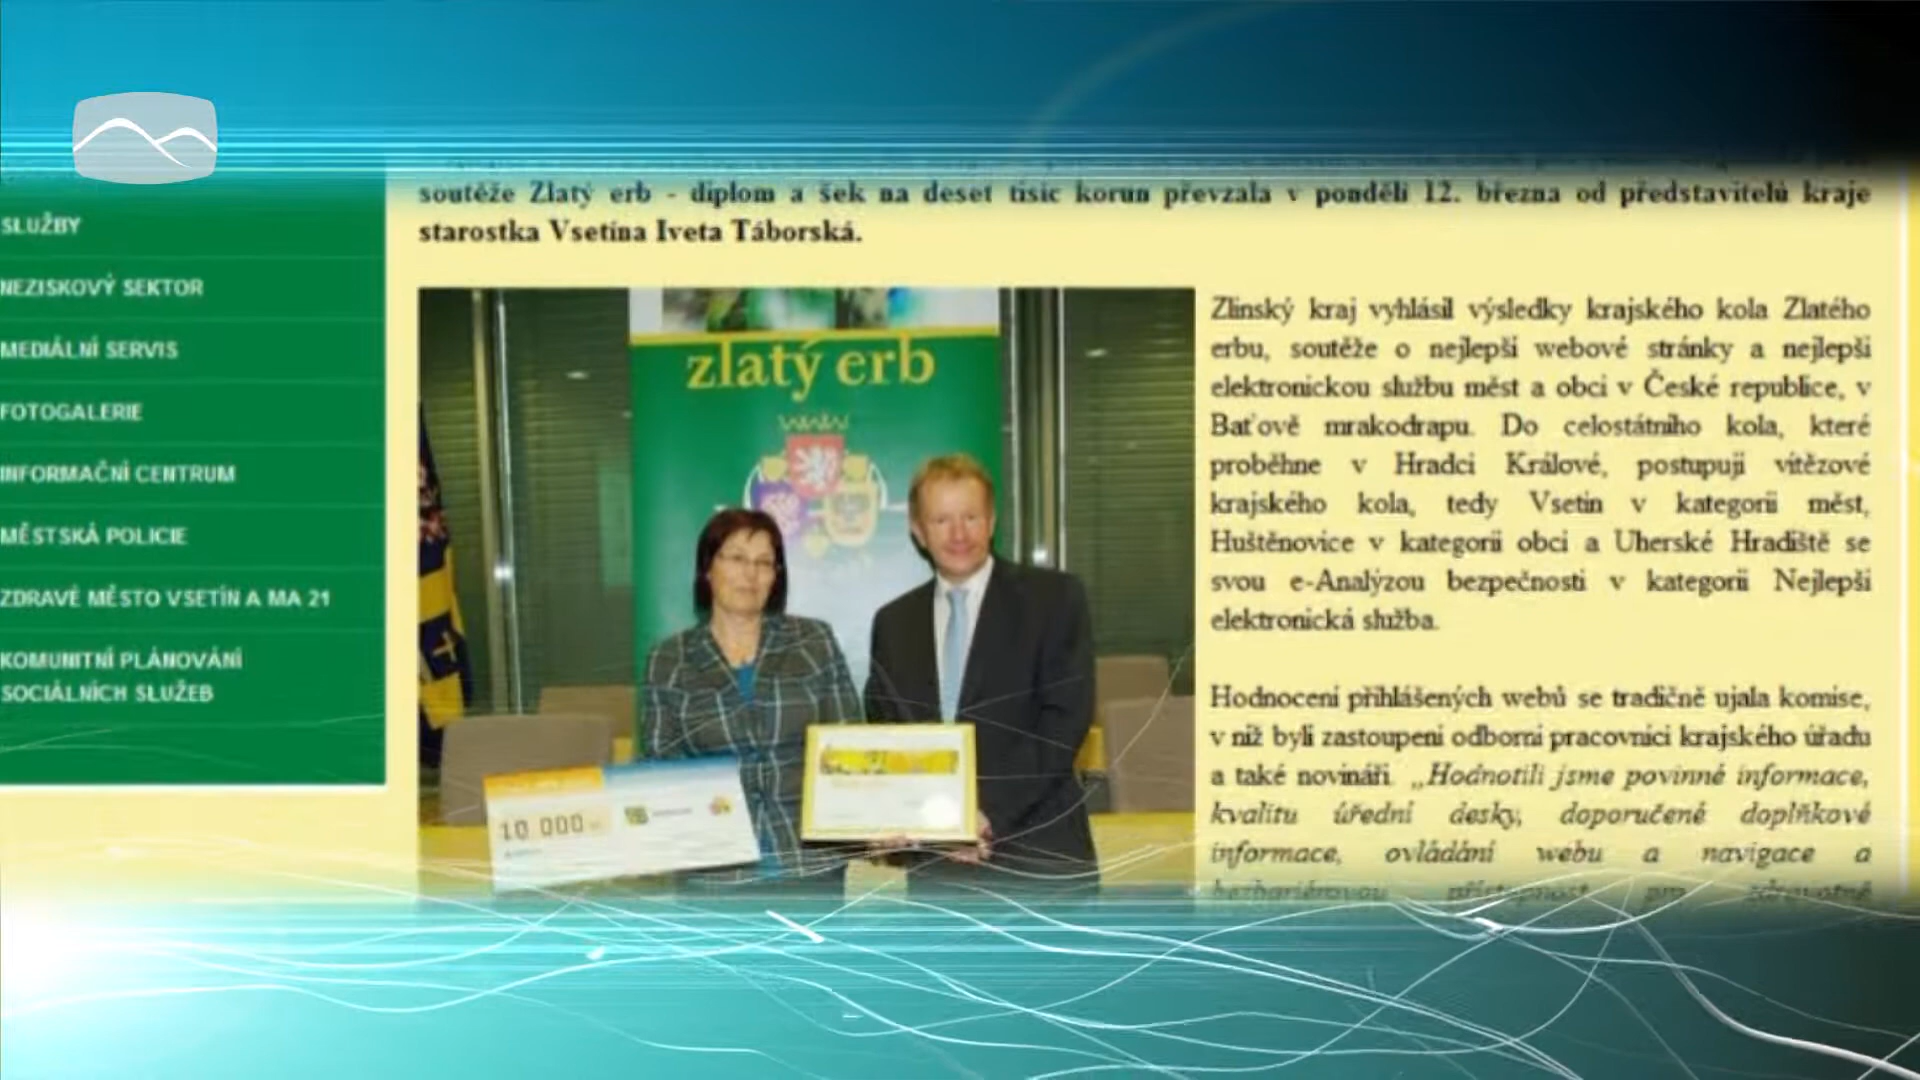 SLUŽBY
NEZISKOVÝ SEKTOR
MEDIÁLNÍ SERVIS
FOTOGALERIE
INFORMAČNÍ CENTRUM
MĚSTSKÁ POLICIE
ZDRAVÉ MĚSTO VSETÍN A MA 21
KOMUNITNÍ PLÁNOVÁNÍ
SOCIÁLNÍCH SLUŽEB
soutěže Zlatý erb - diplom a šek na deset tisíc korun převzala v pondělí 12. března od představitelů kraje
starostka Vsetína Iveta Táborská.
zlatý erb
10 000
Zlínský kraj vyhlásil výsledky krajského kola Zlatého
erbu, soutěže o nejlepší webové stránky a nejlepší
elektronickou službu měst a obcí v České republice, v
Baťově mrakodrapu. Do celostátního kola, které
proběhne v Hradci Králové, postupují vítězové
krajského kola, tedy Vsetín v kategorii měst,
Huštěnovice v kategorii obcí a Uherské Hradiště se
svou e-Analýzou bezpečnosti v kategorii Nejlepší
elektronická služba.
Hodnocení přihlášených webů se tradičně ujala komise,
v níž byli zastoupeni odborní pracovníci krajského úřadu
a také novináři. „Hodnotili jsme povinné informace,
kvalitu úřední desky, doporučené doplňkové
informace, ovládání webu a navigace a
bezbariérovou přístupnost pro zdravotně